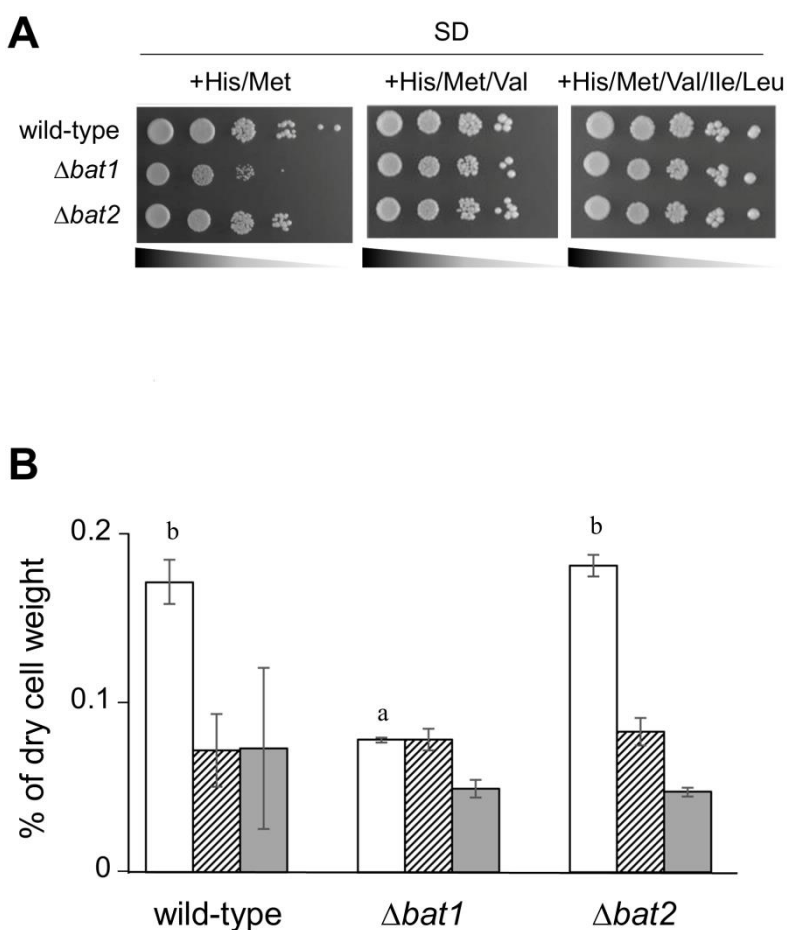 A
SD
+His/Met
+His/Met/Val
+His/Met/Val/Ile/Leu
wild-type
Δbat1
Δbat2
B
% of dry cell weight
0.2
0.1
0
b
a
b
wild-type
Δbat1
Δbat2